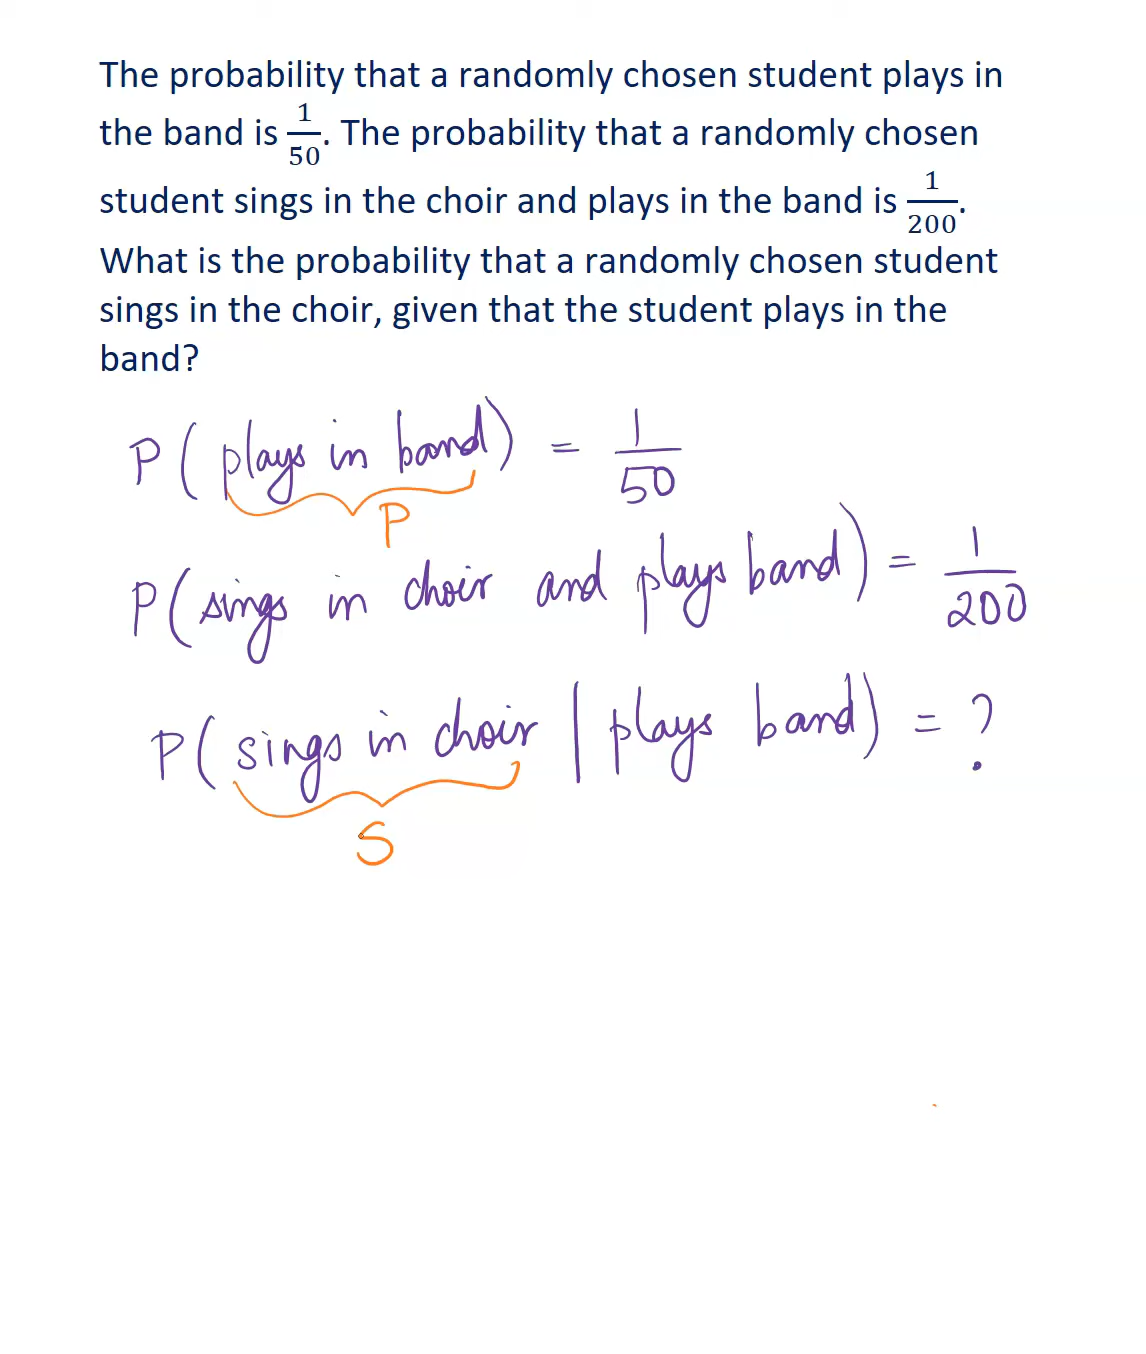 The probability that a randomly chosen student plays in
the band is 1/50. The probability that a randomly chosen
student sings in the choir and plays in the band is 1/200.
What is the probability that a randomly chosen student
sings in the choir, given that the student plays in the
band?
P( plays in band) = 1/50
P
P( sings in choir and plays band) = 1/200
P( sings in choir | plays band) = ?
S